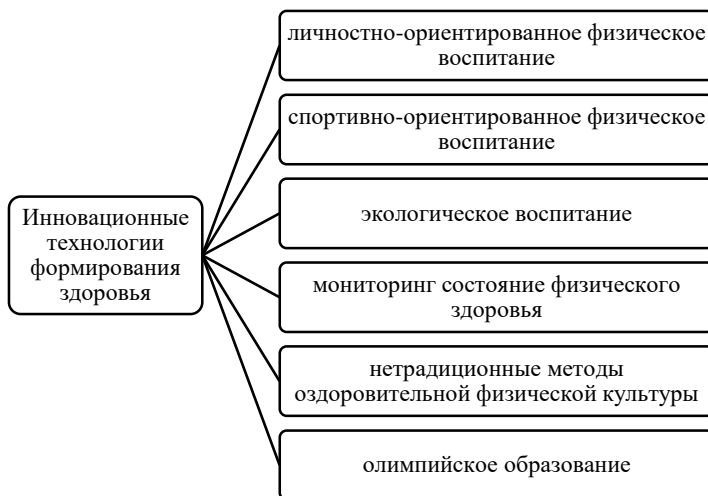 личностно-ориентированное физическое
воспитание
спортивно-ориентированное физическое
воспитание
экологическое воспитание
Инновационные
технологии
формирования
здоровья
мониторинг состояние физического
здоровья
нетрадиционные методы
оздоровительной физической культуры
олимпийское образование